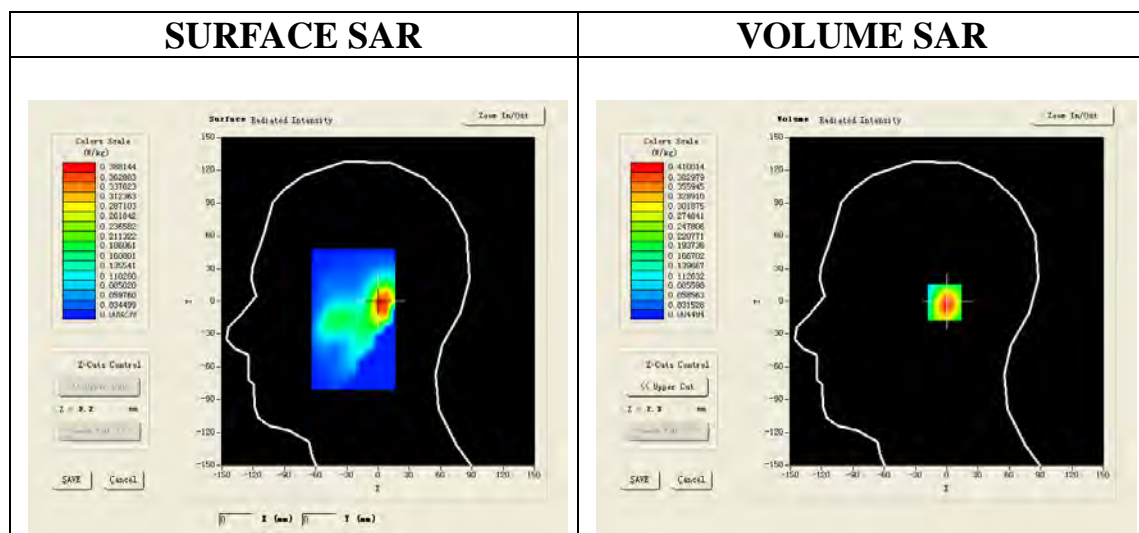 SURFACE SAR
VOLUME SAR
Surface Radiated Intensity
Zoom In/Out
Colors Scale
(W/kg)
0.388144
0.362883
0.337623
0.312363
0.287103
0.261842
0.236582
0.211322
0.186061
0.160801
0.135541
0.110280
0.085020
0.059760
0.034499
Z-Cuts Control
mm
SAVE
Cancel
150
120
90
60
30
0
-30
-60
-90
-120
-150
-150 -120 -90 -60 -30 0 30 60 90 120 150
0 X (mm) 0 Y (mm)
Volume Radiated Intensity
Zoom In/Out
Colors Scale
(W/kg)
0.410014
0.382979
0.355945
0.328910
0.301875
0.274841
0.247806
0.220771
0.193736
0.166702
0.139667
0.112632
0.085598
0.058563
0.031528
Z-Cuts Control
<< Upper Cut
mm
SAVE
Cancel
150
120
90
60
30
0
-30
-60
-90
-120
-150
-150 -120 -90 -60 -30 0 30 60 90 120 150